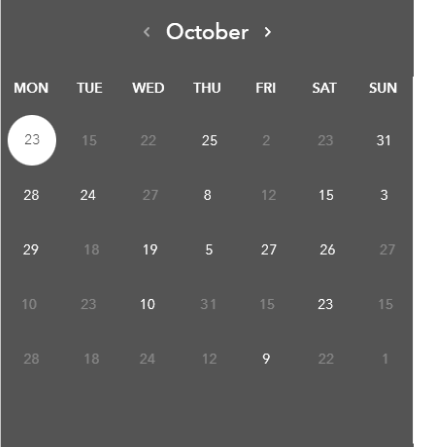 ‹ October ›
MON TUE WED THU FRI SAT SUN
23 15 22 25 2 23 31
28 24 27 8 12 15 3
29 18 19 5 27 26 27
10 23 10 31 15 23 15
28 18 24 12 9 22 1